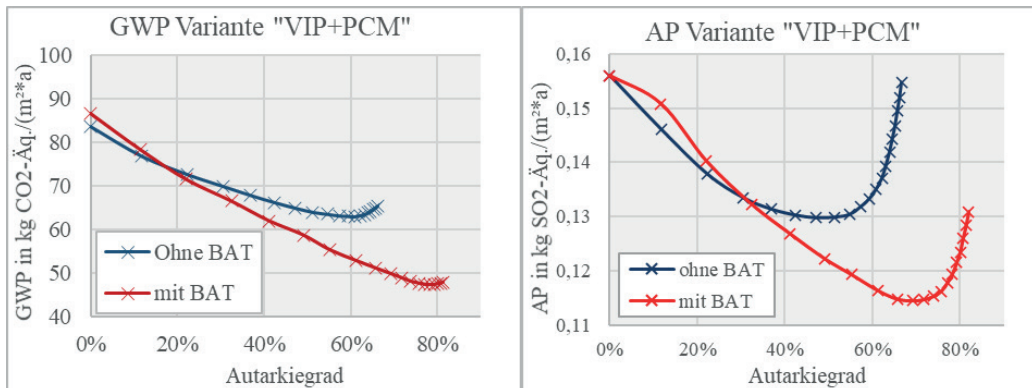 GWP Variante "VIP+PCM"
GWP in kg CO2-Äq./(m²*a)
100
90
80
70
60
50
40
Ohne BAT
mit BAT
0%
20%
40%
60%
80%
Autarkiegrad
AP Variante "VIP+PCM"
AP in kg SO2-Äq./(m²*a)
0,16
0,15
0,14
0,13
0,12
0,11
ohne BAT
mit BAT
0%
20%
40%
60%
80%
Autarkiegrad